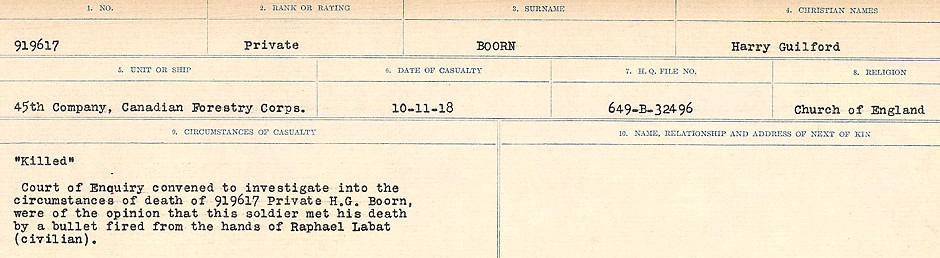 1. NO.
2. RANK OR RATING
3. SURNAME
4. CHRISTIAN NAMES
919617
Private
BOORN
Harry Guilford
5. UNIT OR SHIP
6. DATE OF CASUALTY
7. H. Q. FILE NO.
8. RELIGION
45th Company, Canadian Forestry Corps.
10-11-18
649-B-32496
Church of England
9. CIRCUMSTANCES OF CASUALTY
10. NAME, RELATIONSHIP AND ADDRESS OF NEXT OF KIN
"Killed"
Court of Enquiry convened to investigate into the
circumstances of death of 919617 Private H.G. Boorn,
were of the opinion that this soldier met his death
by a bullet fired from the hands of Raphael Labat
(civilian).